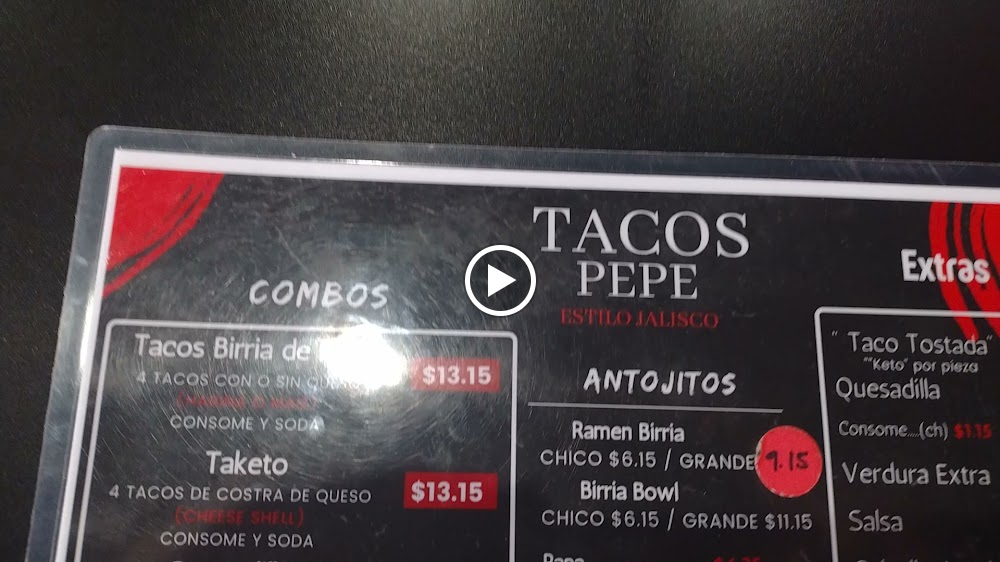 TACOS
PEPE
ESTILO JALISCO
COMBOS
Tacos Birria de
4 TACOS CON O SIN
$13.15
CONSOME Y SODA
Taketo
4 TACOS DE COSTRA DE QUESO
$13.15
(CHEESE SHELL)
CONSOME Y SODA
ANTOJITOS
Ramen Birria
CHICO $6.15 / GRANDE 9.15
Birria Bowl
CHICO $6.15 / GRANDE $11.15
Extras
" Taco Tostada"
""Keto" por pieza
Quesadilla
Consome.....(ch) $1.15
Verdura Extra
Salsa